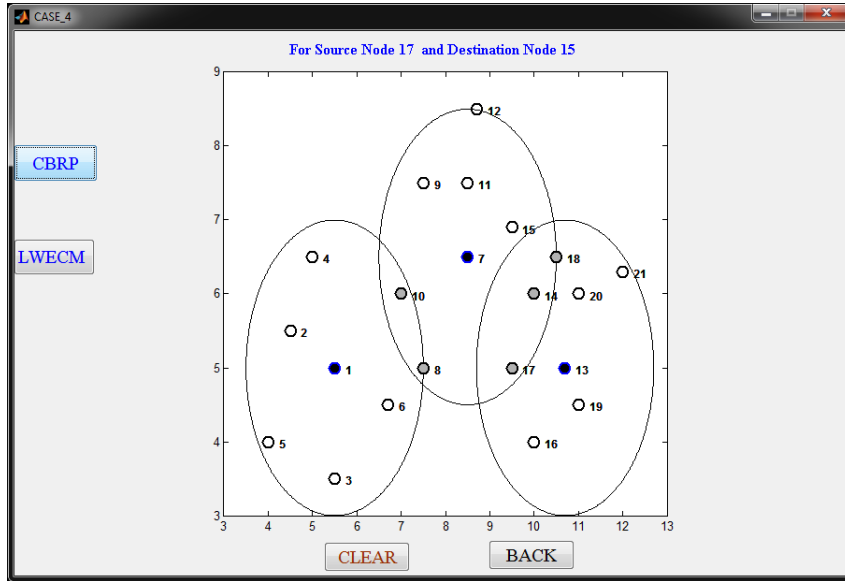 CASE_4
For Source Node 17 and Destination Node 15
CBRP
LWECM
9
8
7
6
5
4
3
3 4 5 6 7 8 9 10 11 12 13
12
9 11
15
4 7 18 21
10 14 20
2
1 8 17 13
6 19
5 16
3
CLEAR BACK